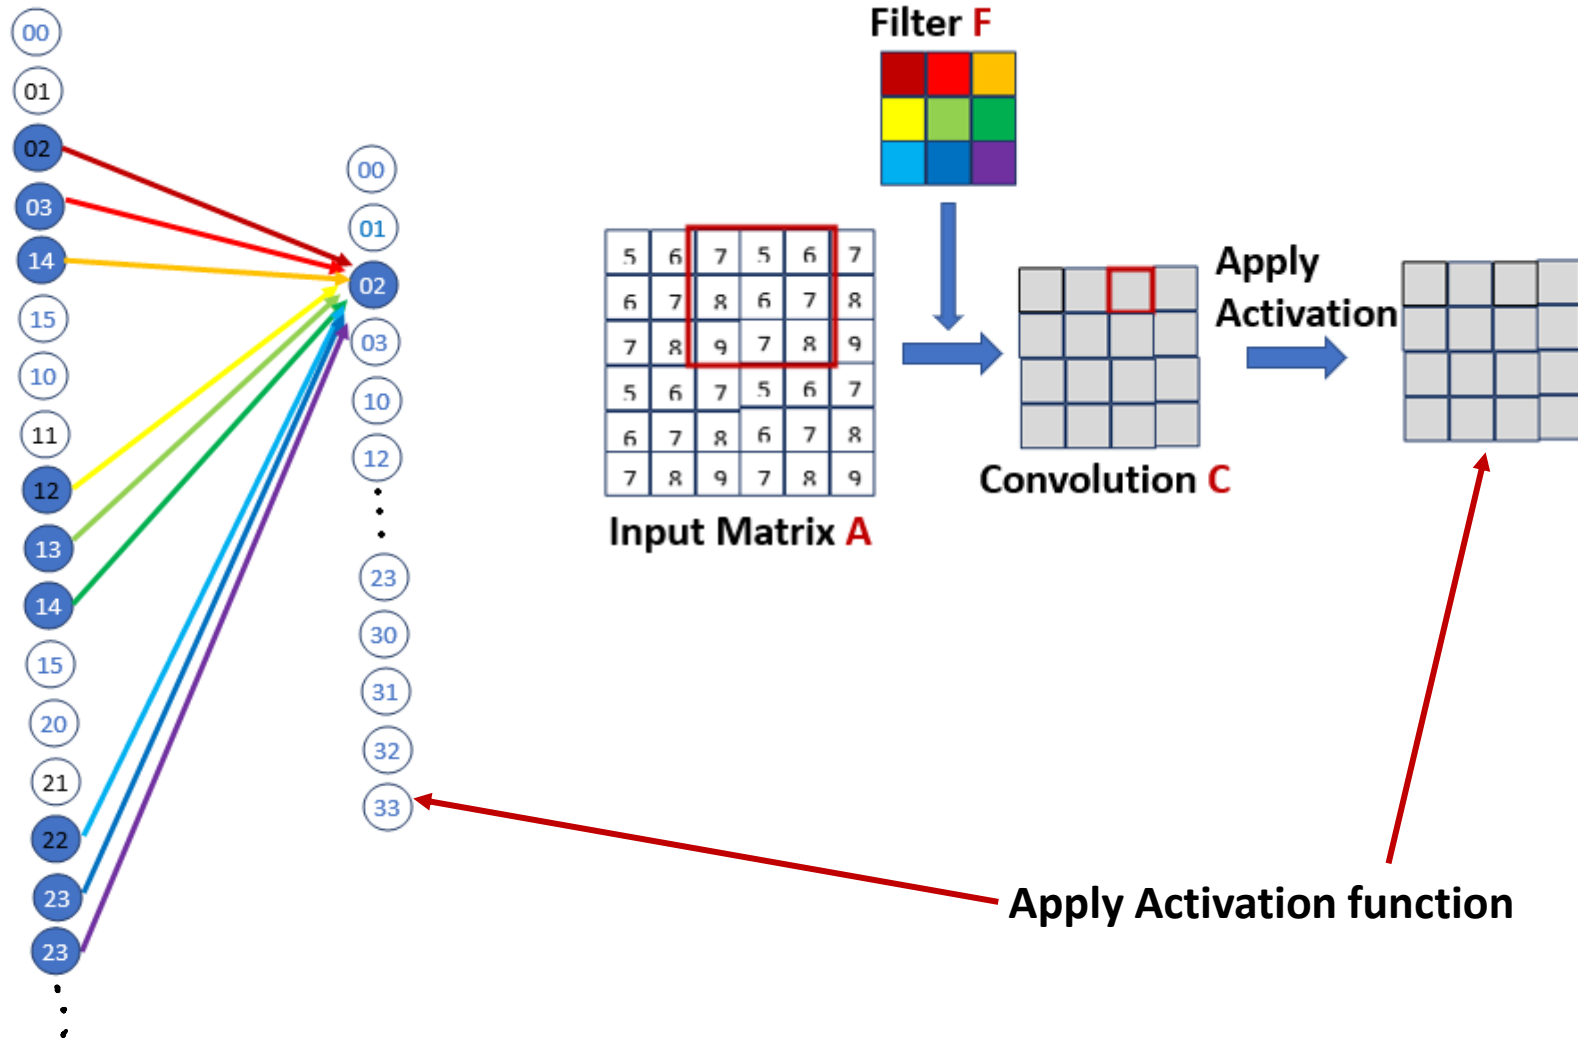 00
01
02
03
14
15
10
11
12
13
14
15
20
21
22
23
23
00
01
02
03
10
12
23
30
31
32
33
Filter F
5 6 7 5 6 7
6 7 8 6 7 8
7 8 9 7 8 9
5 6 7 5 6 7
6 7 8 6 7 8
7 8 9 7 8 9
Input Matrix A
Convolution C
Apply
Activation
Apply Activation function